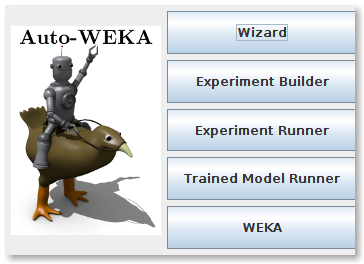 Auto-WEKA
Wizard
Experiment Builder
Experiment Runner
Trained Model Runner
WEKA